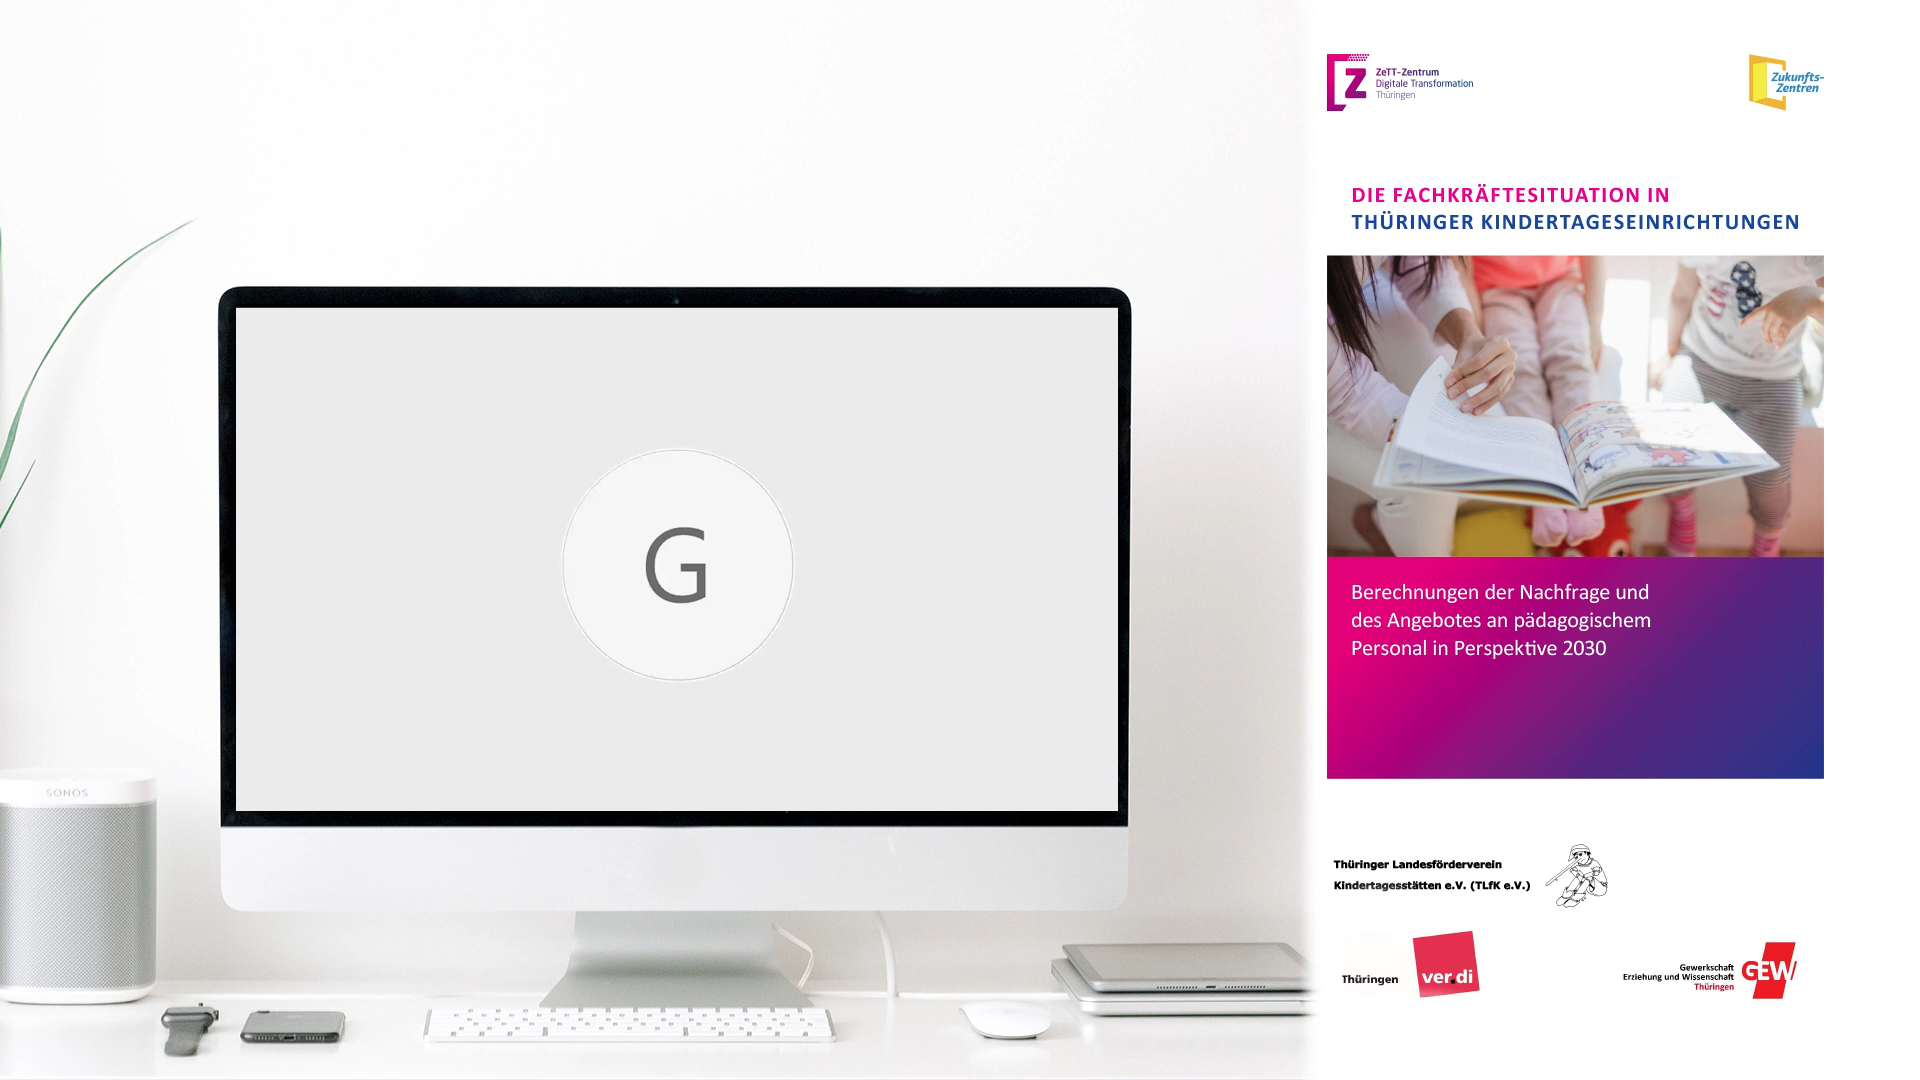 ZeTT-Zentrum
Digitale Transformation
Thüringen
Zukunfts-
Zentren
DIE FACHKRÄFTESITUATION IN
THÜRINGER KINDERTAGESEINRICHTUNGEN
G
Berechnungen der Nachfrage und
des Angebotes an pädagogischem
Personal in Perspektive 2030
SONOS
Thüringer Landesförderverein
Kindertagesstätten e.V. (TLfK e.V.)
Thüringen
ver.di
Gewerkschaft
Erziehung und Wissenschaft
Thüringen
GEW